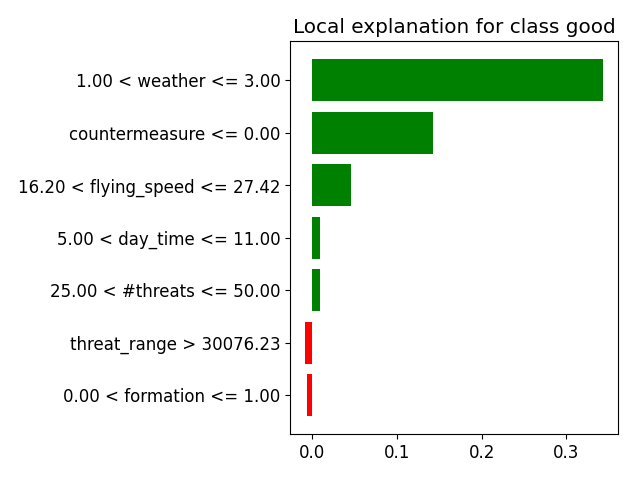 Local explanation for class good
1.00 < weather <= 3.00
countermeasure <= 0.00
16.20 < flying_speed <= 27.42
5.00 < day_time <= 11.00
25.00 < #threats <= 50.00
threat_range > 30076.23
0.00 < formation <= 1.00
0.0 0.1 0.2 0.3